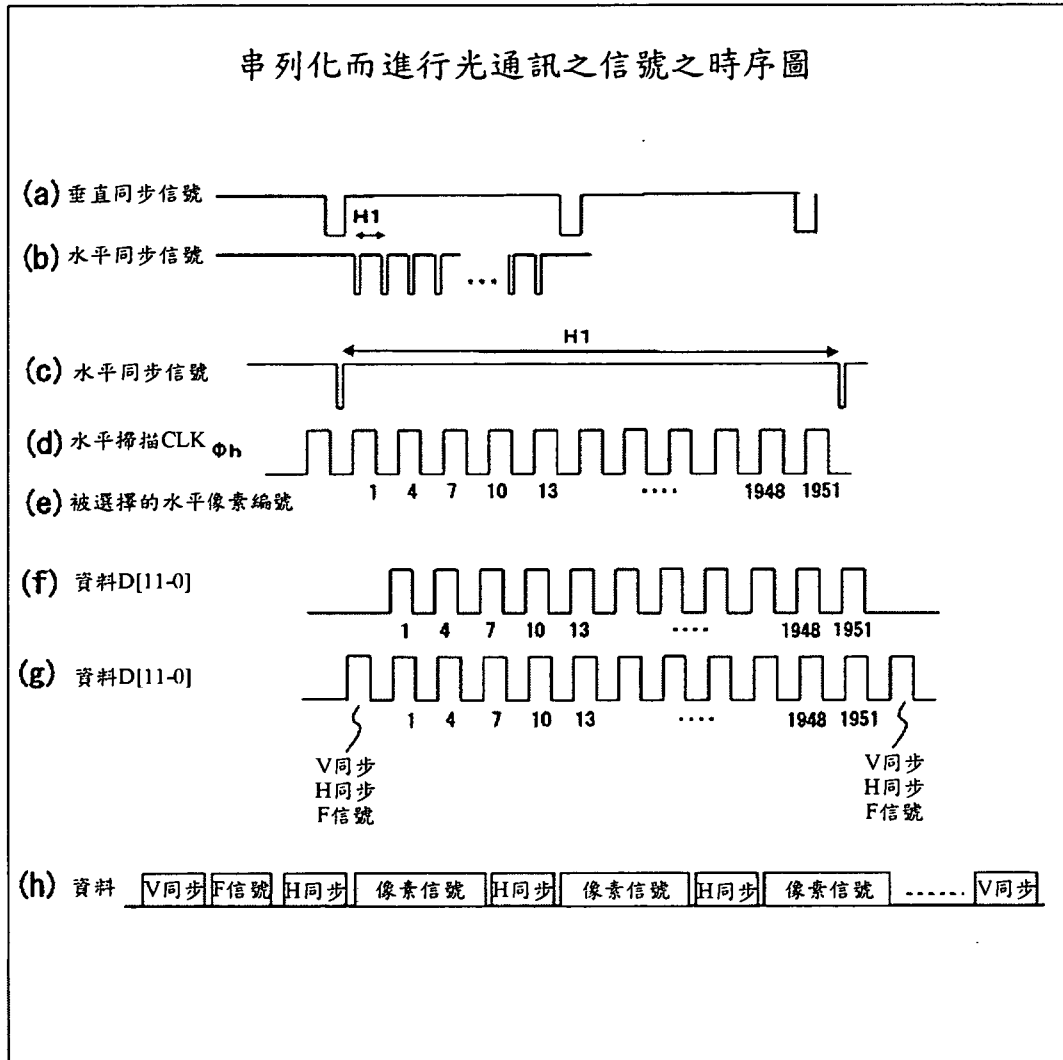 串列化而進行光通訊之信號之時序圖
(a) 垂直同步信號
H1
(b) 水平同步信號
...
H1
(c) 水平同步信號
(d) 水平掃描CLK Φh
(e) 被選擇的水平像素編號 1 4 7 10 13 .... 1948 1951
(f) 資料D[11-0]
1 4 7 10 13 .... 1948 1951
(g) 資料D[11-0]
1 4 7 10 13 .... 1948 1951
V同步 V同步
H同步 H同步
F信號 F信號
(h) 資料 V同步 F信號 H同步 像素信號 H同步 像素信號 H同步 像素信號 ...... V同步